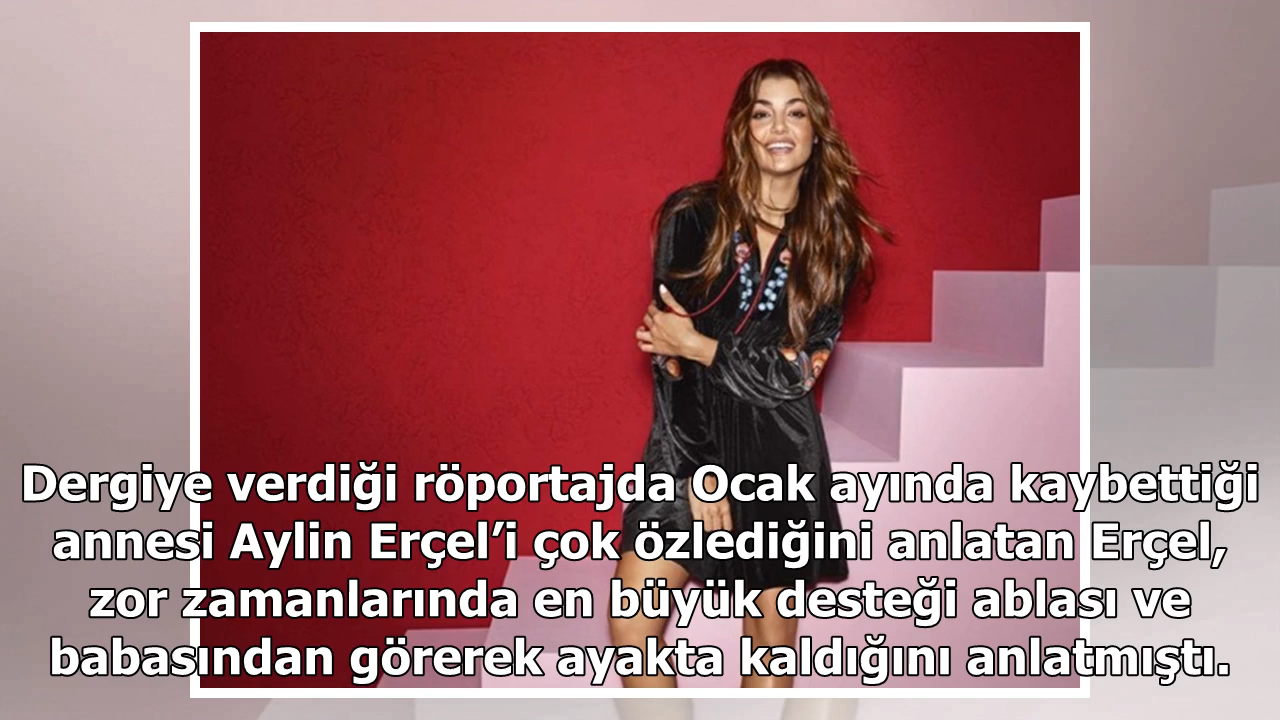 Dergiye verdiği röportajda Ocak ayında kaybettiği
annesi Aylin Erçel’i çok özlediğini anlatan Erçel,
zor zamanlarında en büyük desteği ablası ve
babasından görerek ayakta kaldığını anlatmıştı.